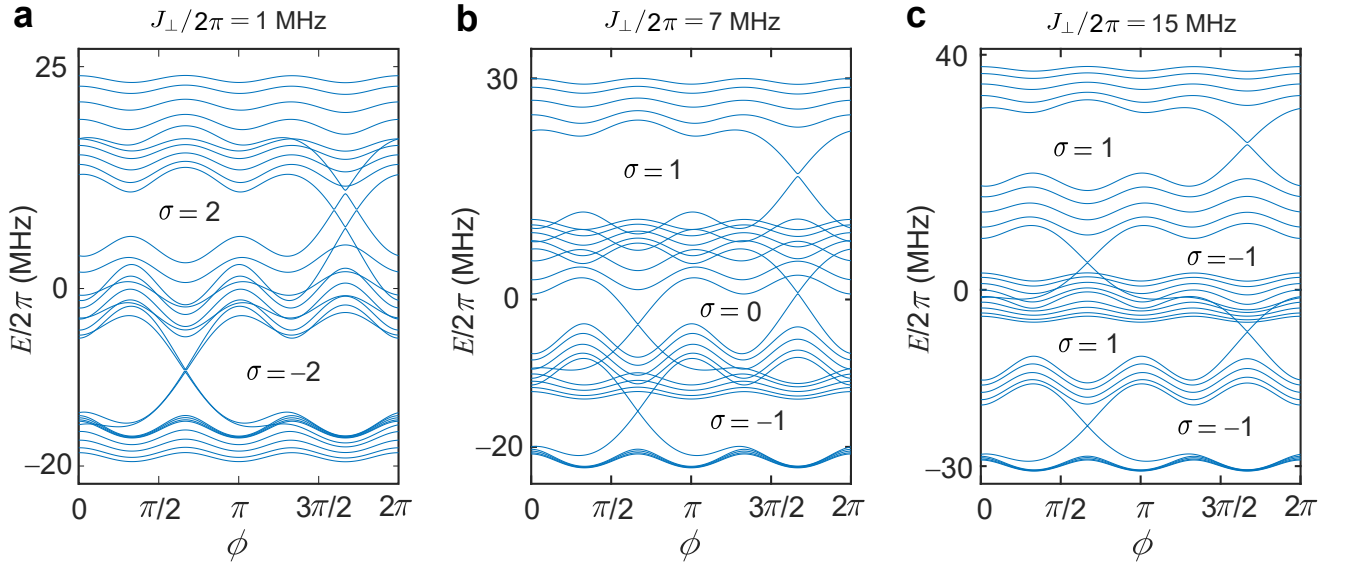 a
J⊥/2π = 1 MHz
25
0
−20
E/2π (MHz)
σ = 2
σ = −2
0
π/2
π
3π/2
2π
ϕ
b
J⊥/2π = 7 MHz
30
0
−20
E/2π (MHz)
σ = 1
σ = 0
σ = −1
0
π/2
π
3π/2
2π
ϕ
c
J⊥/2π = 15 MHz
40
0
−30
E/2π (MHz)
σ = 1
σ = −1
σ = 1
σ = −1
0
π/2
π
3π/2
2π
ϕ